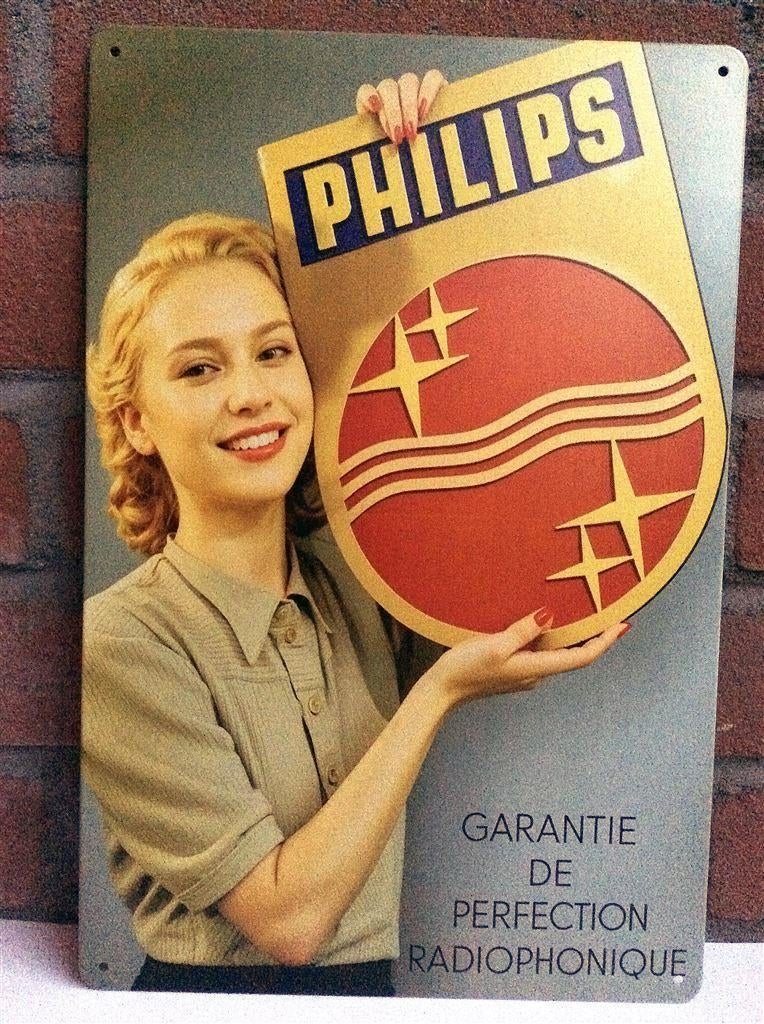 PHILIPS
GARANTIE
DE
PERFECTION
RADIOPHONIQUE